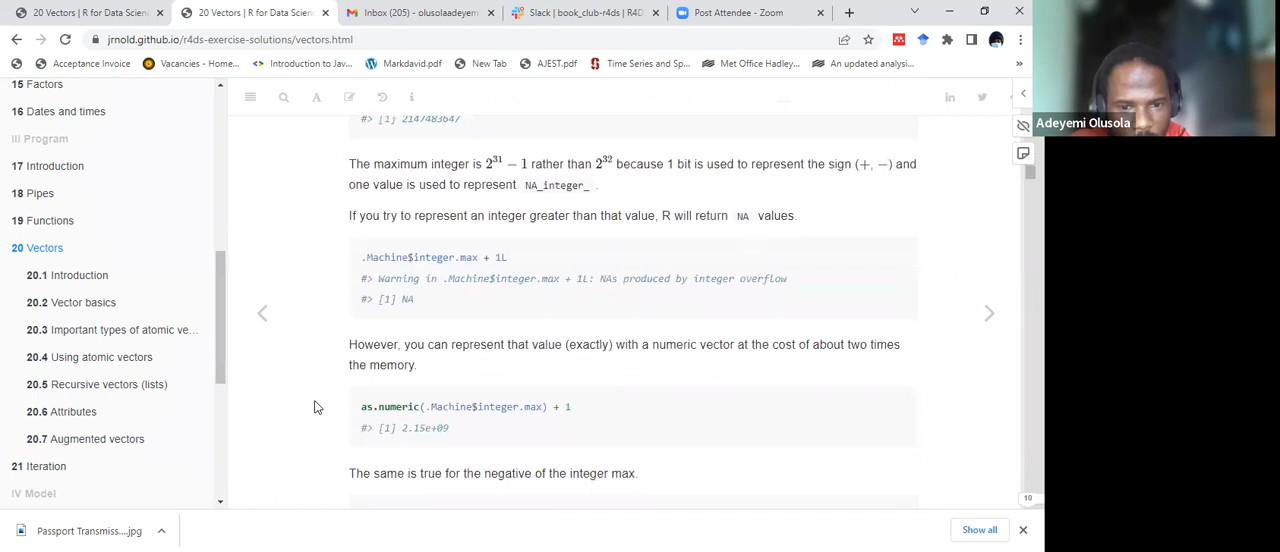 20 Vectors | R for Data Scien
20 Vectors | R for Data Scienc
Inbox (205) - olusolaadeyem
Slack | book_club-r4ds | R4D
Post Attendee - Zoom
jrnold.github.io/r4ds-exercise-solutions/vectors.html
Acceptance Invoice
Vacancies - Home...
Introduction to Jav...
Markdavid.pdf
New Tab
AJEST.pdf
Time Series and Sp...
Met Office Hadley...
An updated analysi...
»
15 Factors
16 Dates and times
III Program
17 Introduction
18 Pipes
19 Functions
20 Vectors
20.1 Introduction
20.2 Vector basics
20.3 Important types of atomic ve...
20.4 Using atomic vectors
20.5 Recursive vectors (lists)
20.6 Attributes
20.7 Augmented vectors
21 Iteration
IV Model
#> [1] 2147483647
The maximum integer is 2³¹ − 1 rather than 2³² because 1 bit is used to represent the sign (+, −) and
one value is used to represent NA_integer_ .
If you try to represent an integer greater than that value, R will return NA values.
.Machine$integer.max + 1L
#> Warning in .Machine$integer.max + 1L: NAs produced by integer overflow
#> [1] NA
However, you can represent that value (exactly) with a numeric vector at the cost of about two times
the memory.
as.numeric(.Machine$integer.max) + 1
#> [1] 2.15e+09
The same is true for the negative of the integer max.
10
Adeyemi Olusola
Passport Transmiss....jpg
Show all